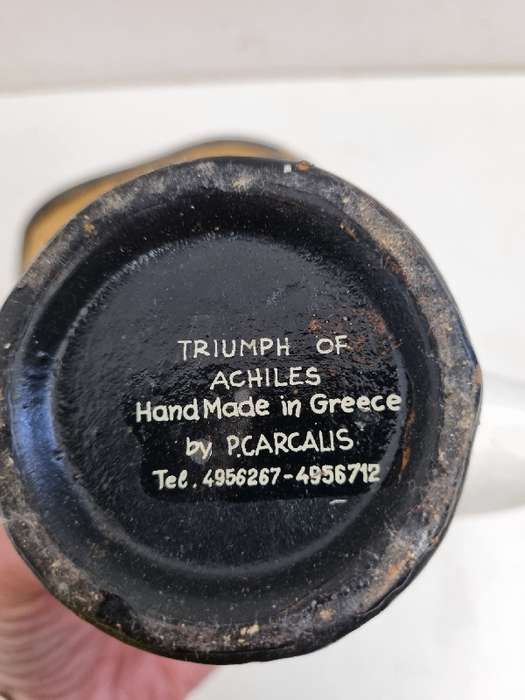 TRIUMPH OF
ACHILES
Hand Made in Greece
by P.CARCALIS
Tel. 4956267-4956712